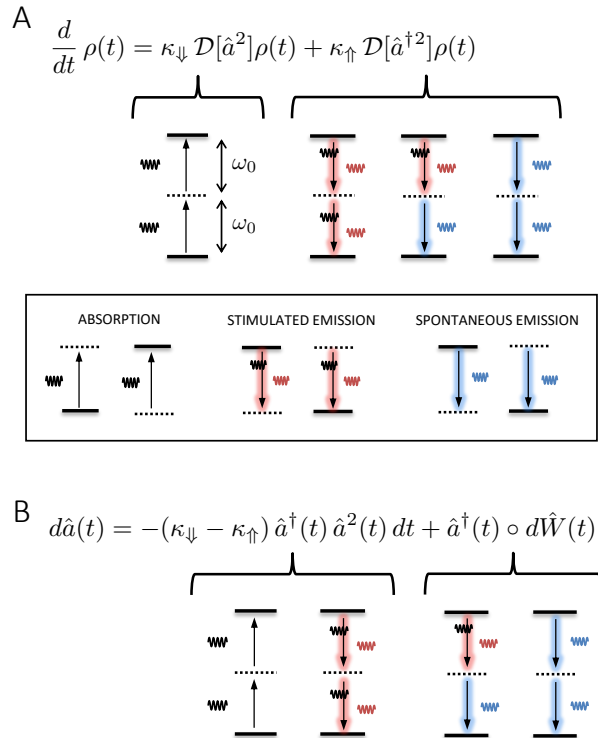 A
d/dt ρ(t) = κ⇓ 𝒟[â²]ρ(t) + κ⇑ 𝒟[â†²]ρ(t)
ω₀
ω₀
ABSORPTION STIMULATED EMISSION SPONTANEOUS EMISSION
B
dâ(t) = −(κ⇓ − κ⇑) â†(t) â²(t) dt + â†(t) ∘ dŴ(t)